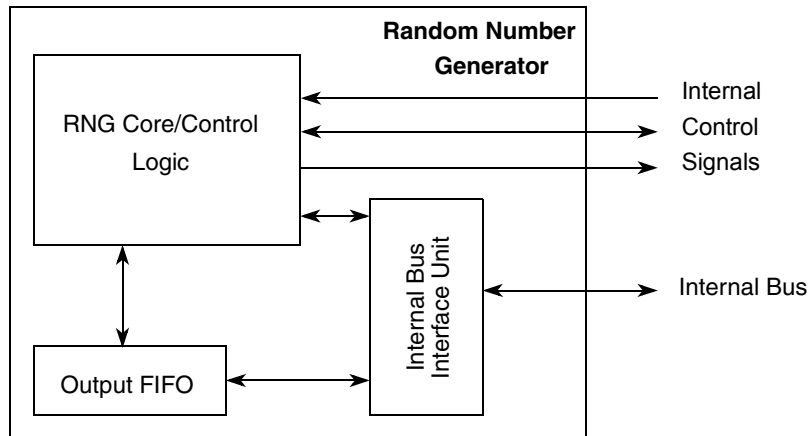 Random Number
Generator
RNG Core/Control
Logic
Internal
Control
Signals
Internal Bus
Interface Unit
Internal Bus
Output FIFO